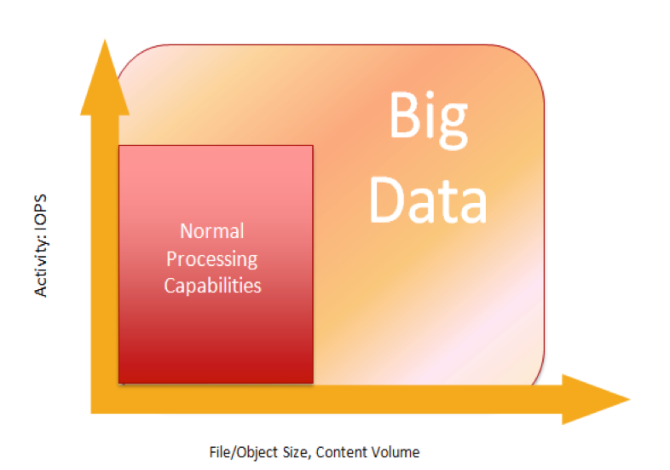 Big
Data
Normal
Processing
Capabilities
Activity: IOPS
File/Object Size, Content Volume